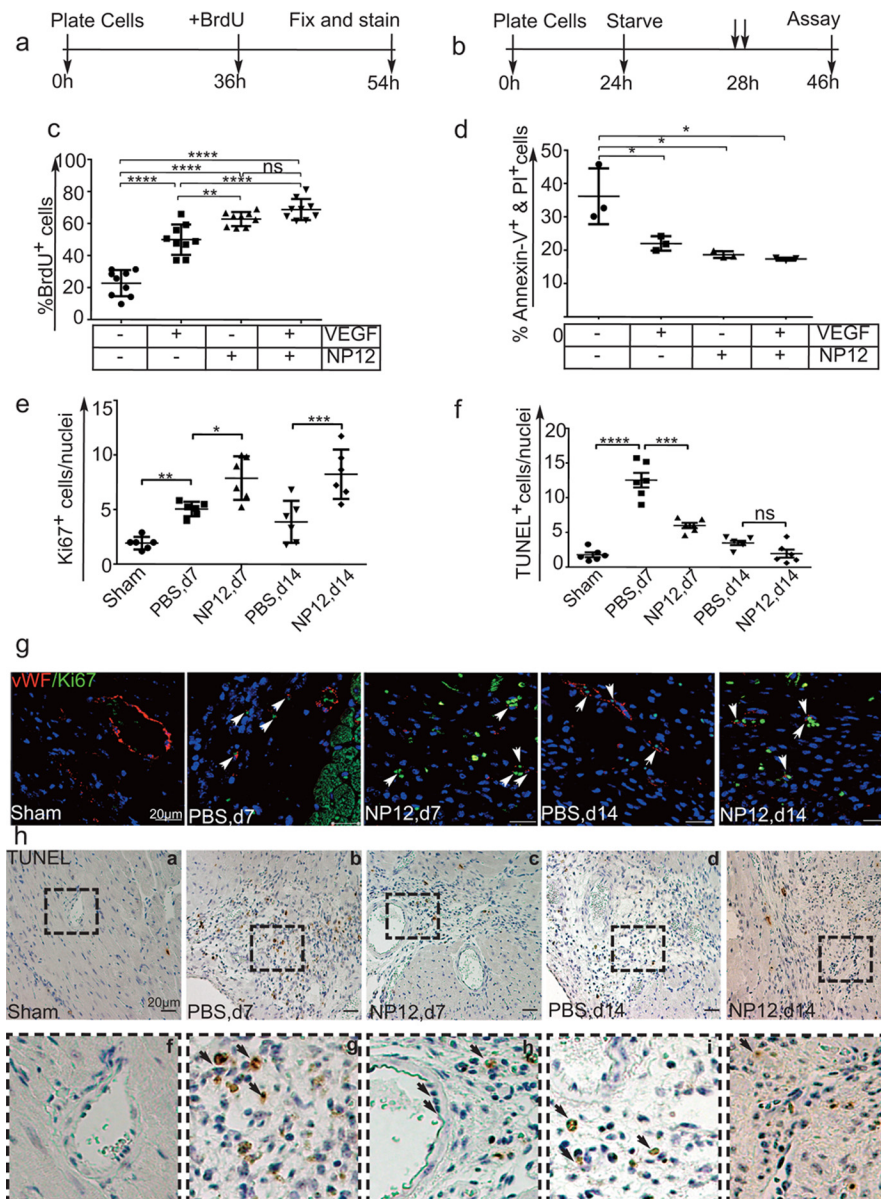 a
Plate Cells +BrdU Fix and stain
0h 36h 54h
b
Plate Cells Starve Assay
0h 24h 28h 46h
c
%BrdU+ cells
100
80
60
40
20
0
**** **** ns **** **** **
- + - + VEGF
- - + + NP12
d
% Annexin-V+ & PI+ cells
50
40
30
20
10
0
* * *
- + - + VEGF
- - + + NP12
e
Ki67+ cells/nuclei
15
10
5
0
** * ***
Sham PBS,d7 NP12,d7 PBS,d14 NP12,d14
f
TUNEL+ cells/nuclei
20
15
10
5
0
**** *** ns
Sham PBS,d7 NP12,d7 PBS,d14 NP12,d14
g
vWF/Ki67
Sham 20µm PBS,d7 NP12,d7 PBS,d14 NP12,d14
h
TUNEL a b c d
Sham 20µm PBS,d7 NP12,d7 PBS,d14 NP12,d14
f g h i